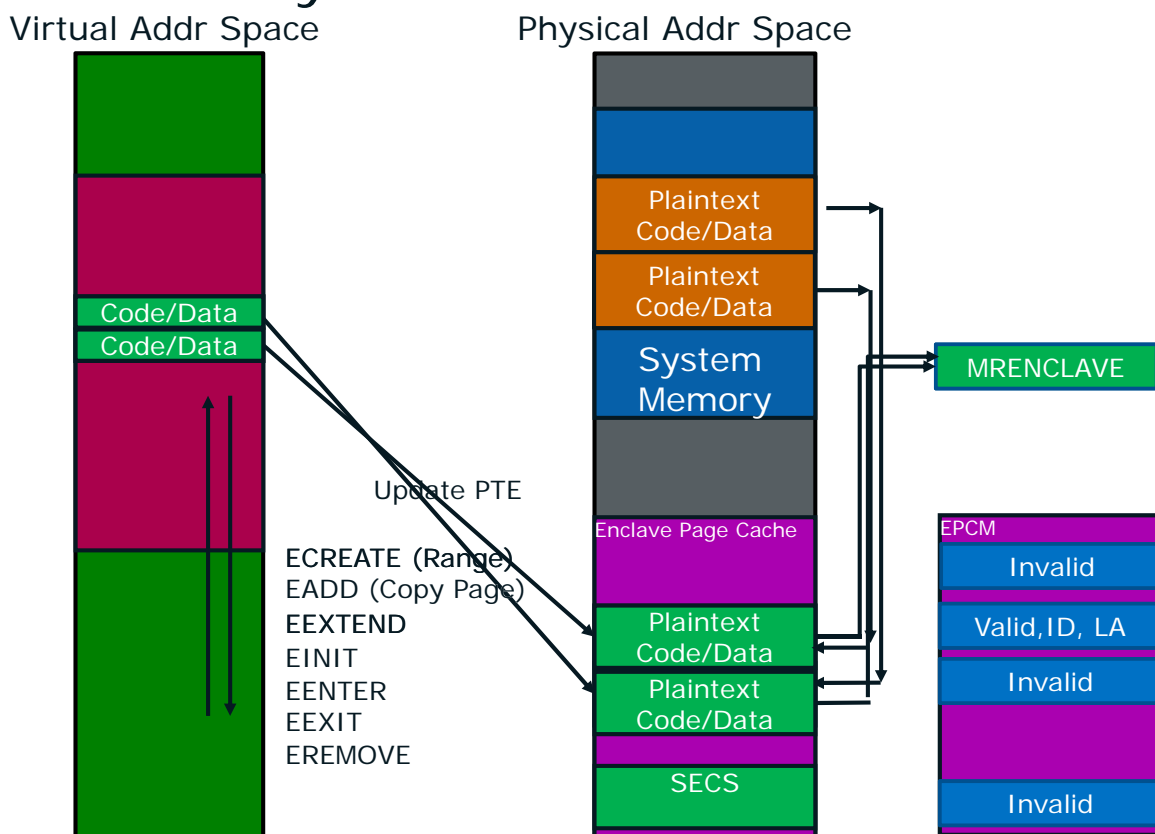 Virtual Addr Space
Physical Addr Space
Code/Data
Code/Data
Update PTE
ECREATE (Range)
EADD (Copy Page)
EEXTEND
EINIT
EENTER
EEXIT
EREMOVE
Plaintext
Code/Data
Plaintext
Code/Data
System
Memory
Enclave Page Cache
Plaintext
Code/Data
Plaintext
Code/Data
SECS
MRENCLAVE
EPCM
Invalid
Valid,ID, LA
Invalid
Invalid